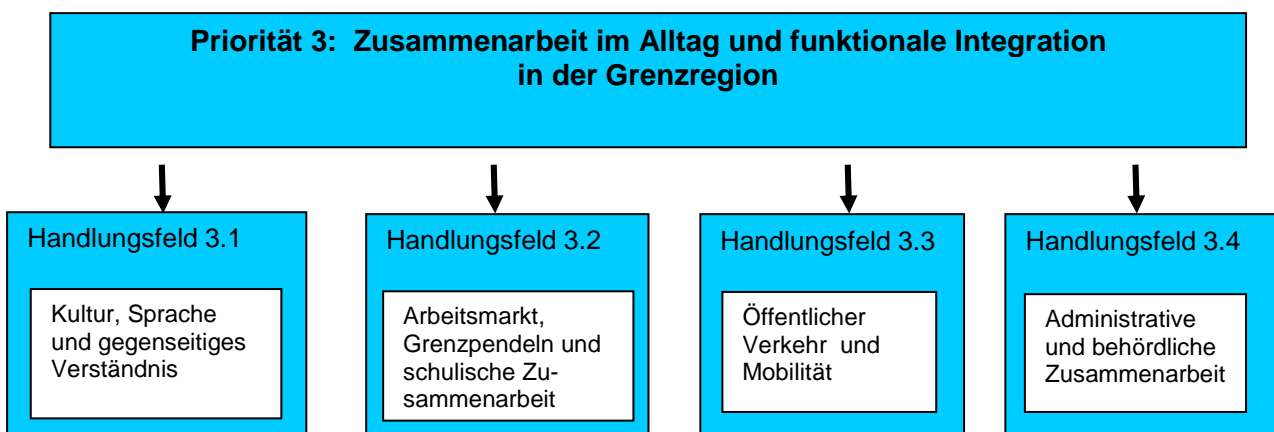 Priorität 3:  Zusammenarbeit im Alltag und funktionale Integration
in der Grenzregion
Handlungsfeld 3.1
Kultur, Sprache
und gegenseitiges
Verständnis
Handlungsfeld 3.2
Arbeitsmarkt,
Grenzpendeln und
schulische Zu-
sammenarbeit
Handlungsfeld 3.3
Öffentlicher
Verkehr  und
Mobilität
Handlungsfeld 3.4
Administrative
und behördliche
Zusammenarbeit